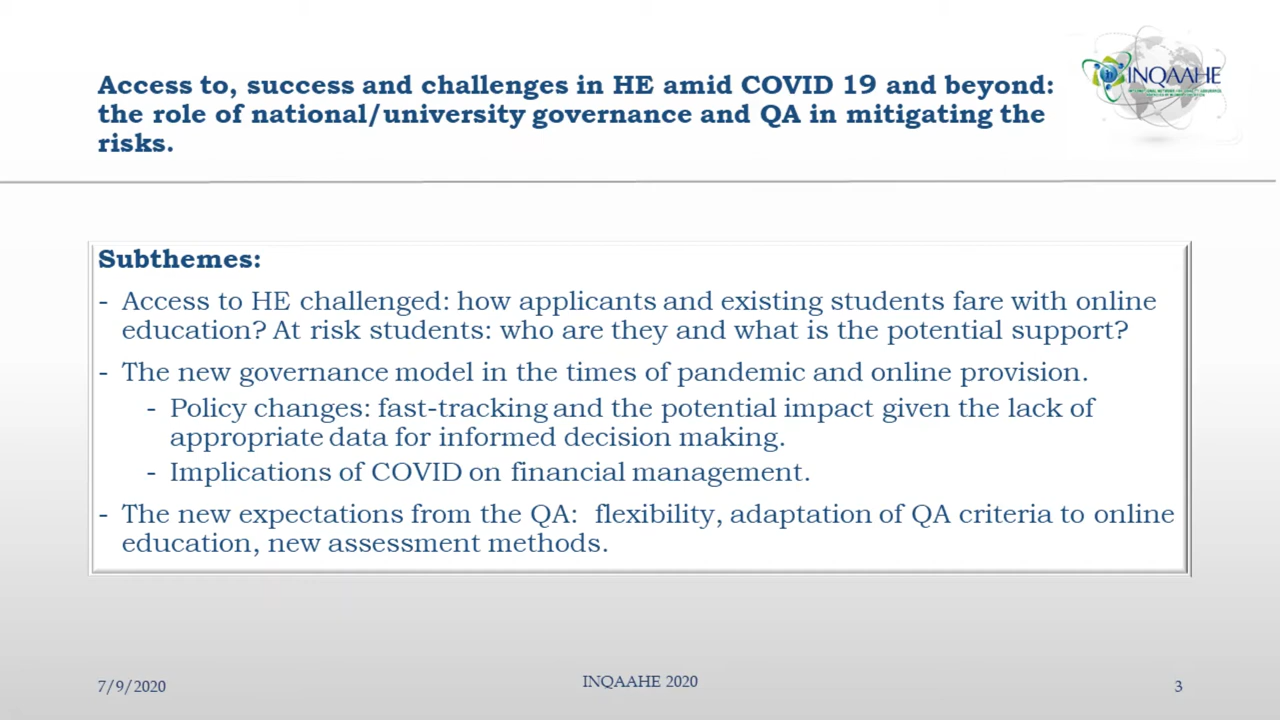 Access to, success and challenges in HE amid COVID 19 and beyond:
the role of national/university governance and QA in mitigating the
risks.
INQAAHE
Subthemes:
- Access to HE challenged: how applicants and existing students fare with online
education? At risk students: who are they and what is the potential support?
- The new governance model in the times of pandemic and online provision.
- Policy changes: fast-tracking and the potential impact given the lack of
appropriate data for informed decision making.
- Implications of COVID on financial management.
- The new expectations from the QA: flexibility, adaptation of QA criteria to online
education, new assessment methods.
7/9/2020
INQAAHE 2020
3